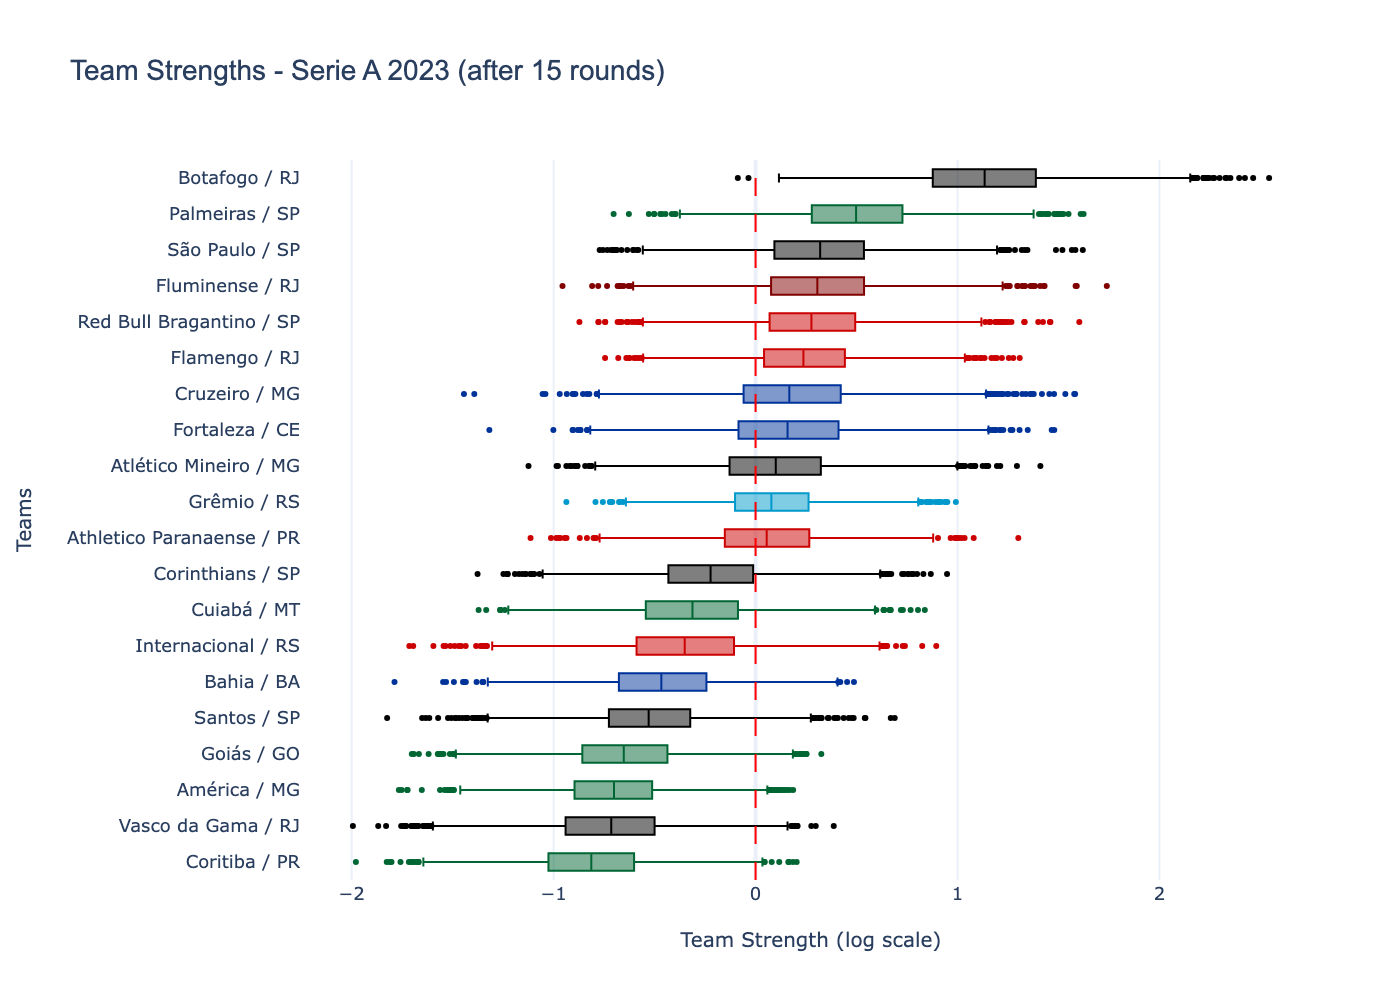 Team Strengths - Serie A 2023 (after 15 rounds)
Teams
Botafogo / RJ
Palmeiras / SP
São Paulo / SP
Fluminense / RJ
Red Bull Bragantino / SP
Flamengo / RJ
Cruzeiro / MG
Fortaleza / CE
Atlético Mineiro / MG
Grêmio / RS
Athletico Paranaense / PR
Corinthians / SP
Cuiabá / MT
Internacional / RS
Bahia / BA
Santos / SP
Goiás / GO
América / MG
Vasco da Gama / RJ
Coritiba / PR
−2 −1 0 1 2
Team Strength (log scale)